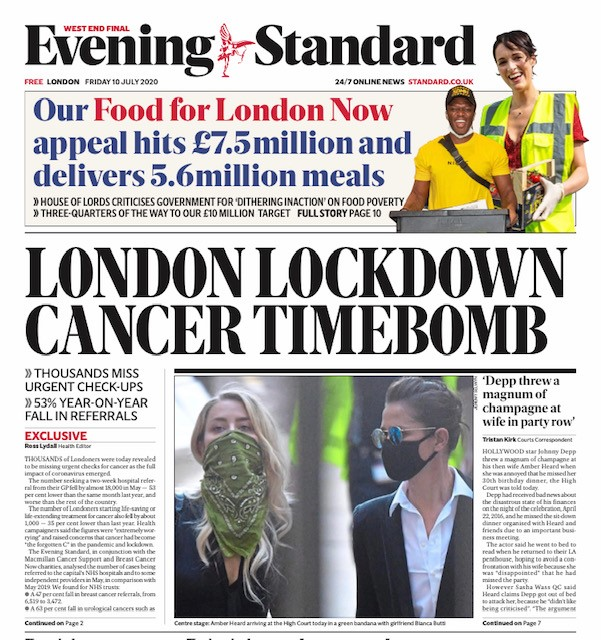 WEST END FINAL
Evening Standard
FREE LONDON FRIDAY 10 JULY 2020
24/7 ONLINE NEWS STANDARD.CO.UK
Our Food for London Now
appeal hits £7.5million and
delivers 5.6million meals
» HOUSE OF LORDS CRITICISES GOVERNMENT FOR ‘DITHERING INACTION’ ON FOOD POVERTY
» THREE-QUARTERS OF THE WAY TO OUR £10 MILLION TARGET FULL STORY PAGE 10
LONDON LOCKDOWN
CANCER TIMEBOMB
» THOUSANDS MISS
URGENT CHECK-UPS
» 53% YEAR-ON-YEAR
FALL IN REFERRALS
EXCLUSIVE
Ross Lydall Health Editor
THOUSANDS of Londoners were today revealed
to be missing urgent checks for cancer as the full
impact of coronavirus emerged.
The number seeking a two-week hospital refer-
ral from their GP fell by almost 18,000 in May — 53
per cent lower than the same month last year, and
worse than the rest of the country.
The number of Londoners starting life-saving or
life-extending treatment for cancer also fell by about
1,000 — 35 per cent lower than last year. Health
campaigners said the figures were “extremely wor-
rying” and raised concerns that cancer had become
“the forgotten C” in the pandemic and lockdown.
The Evening Standard, in conjunction with the
Macmillan Cancer Support and Breast Cancer
Now charities, analysed the number of cases being
referred to the capital’s NHS hospitals and to some
independent providers in May, in comparison with
May 2019. We found for NHS trusts:
● A 47 per cent fall in breast cancer referrals, from
6,519 to 3,472.
● A 63 per cent fall in urological cancers such as
Continued on Page 2
Centre stage: Amber Heard arriving at the High Court today in a green bandana with girlfriend Bianca Butti
‘Depp threw a
magnum of
champagne at
wife in party row’
Tristan Kirk Courts Correspondent
HOLLYWOOD star Johnny Depp
threw a magnum of champagne at
his then wife Amber Heard when
she was annoyed that he missed her
30th birthday dinner, the High
Court was told today.
Depp had received bad news about
the disastrous state of his finances
on the night of the celebration, April
22, 2016, and he missed the sit-down
dinner organised with Heard and
friends due to an important busi-
ness meeting.
The actor said he went to bed to
read when he returned to their LA
penthouse, hoping to avoid a con-
frontation with his wife because she
was “disappointed” that he had
missed the party.
However Sasha Wass QC said
Heard claims Depp got out of bed
to attack her, because he “didn’t like
being criticised”. “The argument
Continued on Page 7